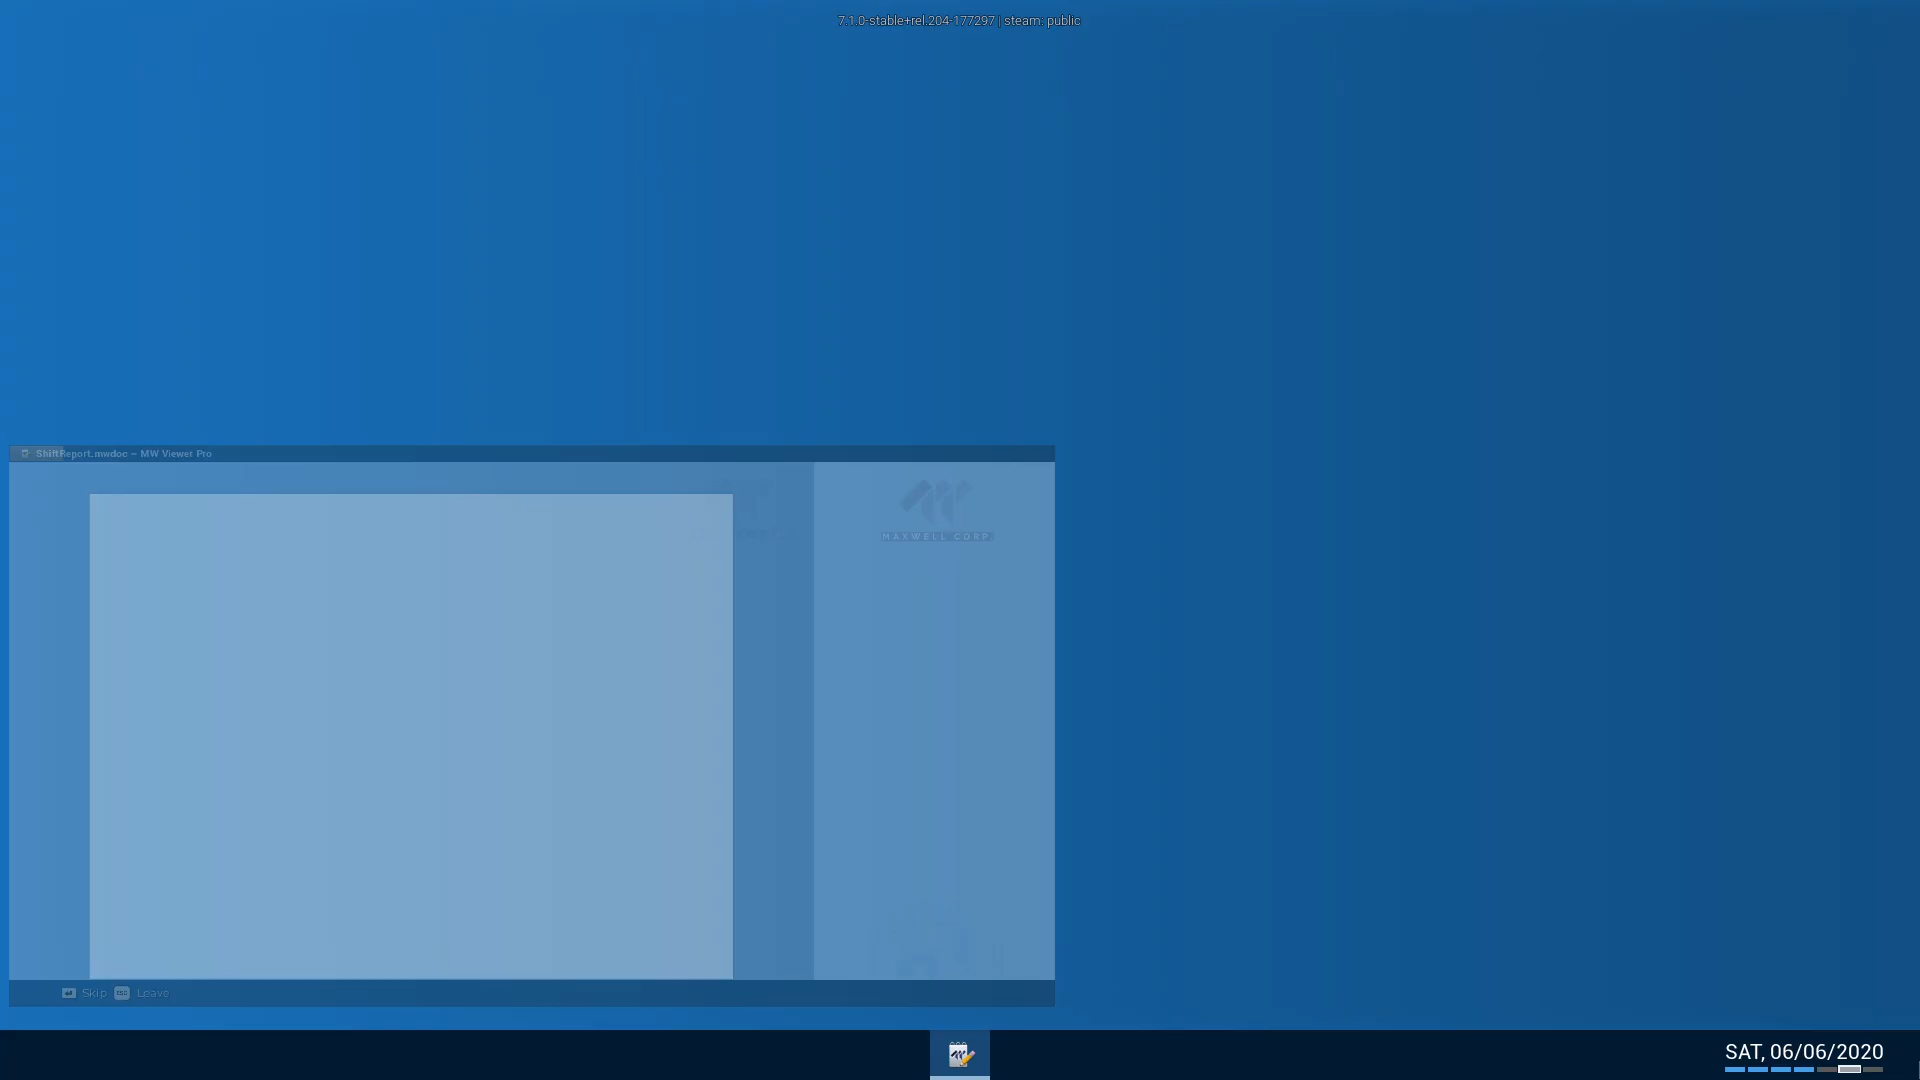 7.1.0-stable+rel.204-177297 | steam: public
ShiftReport.mwdoc – MW Viewer Pro
MAXWELL CORP.
Skip esc Leave
SAT, 06/06/2020